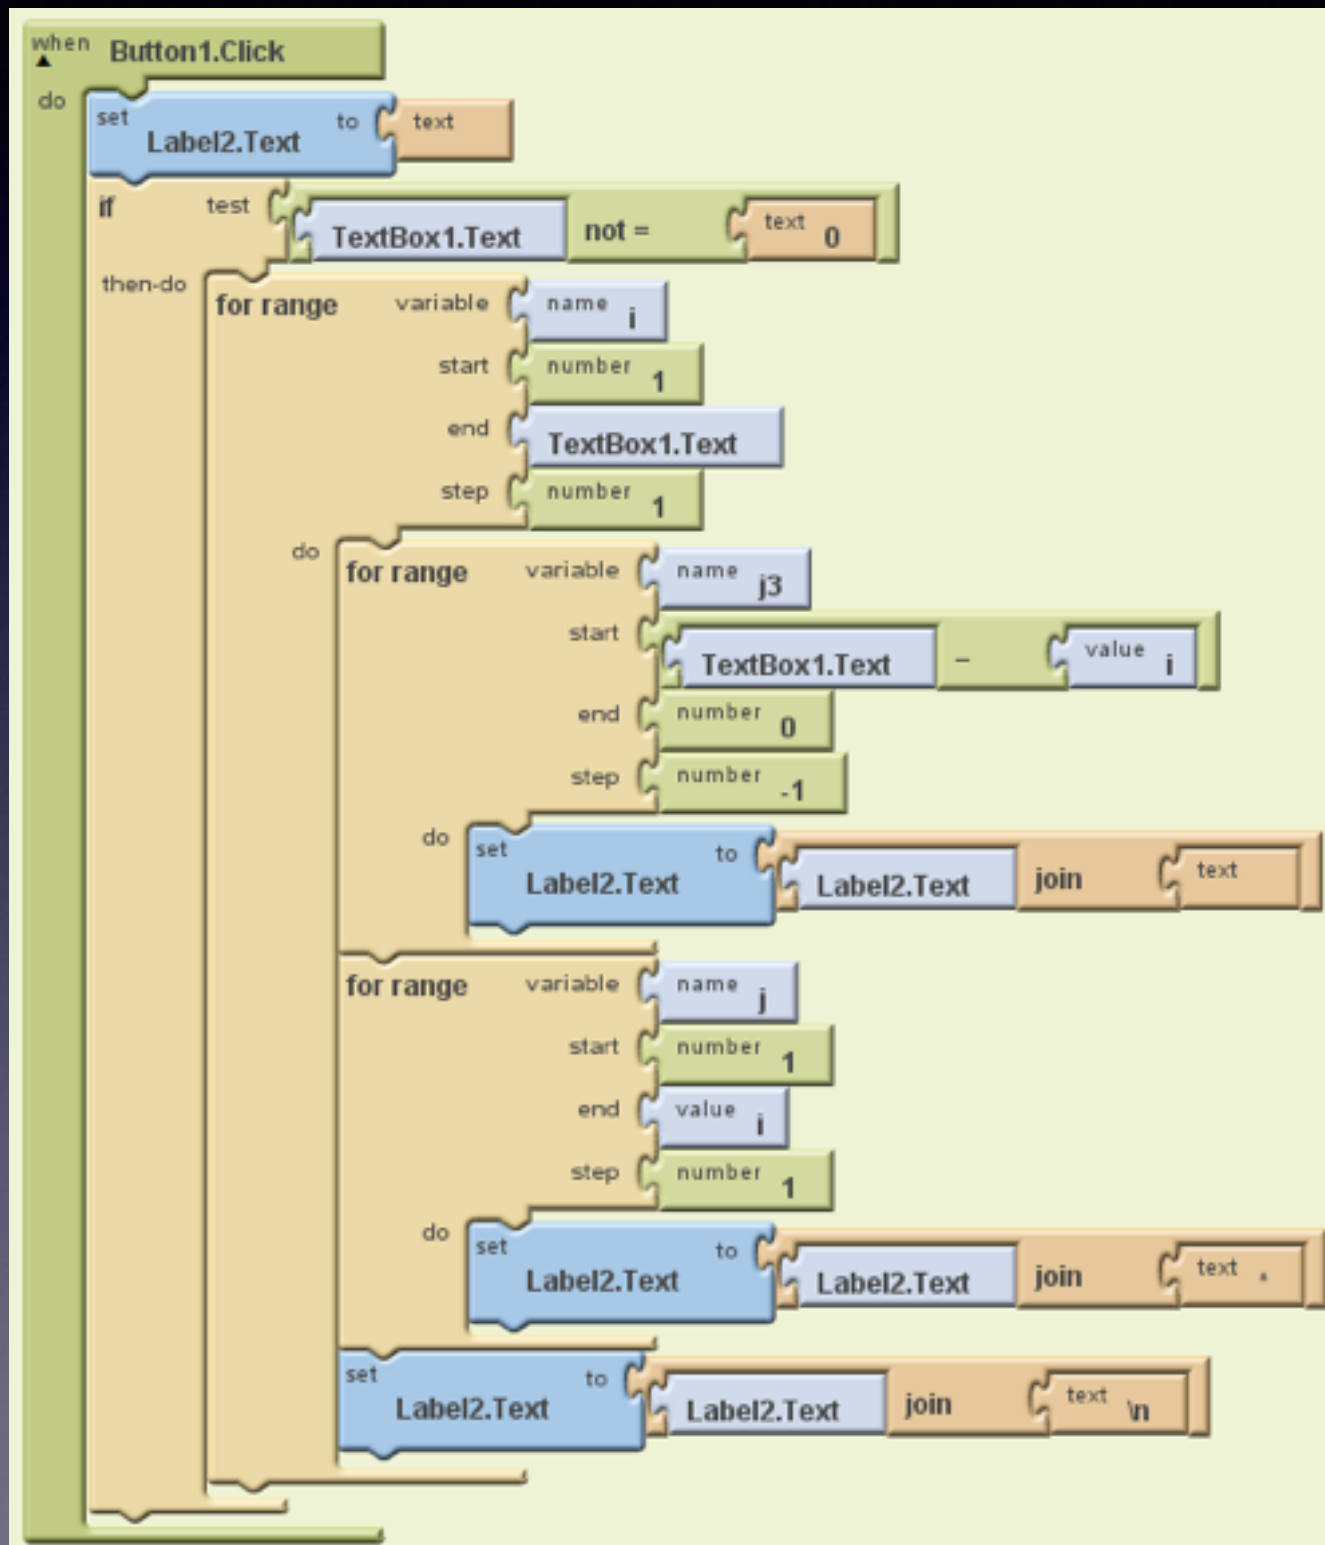 when Button1.Click
do
set Label2.Text to text
if test TextBox1.Text not = text 0
then-do
for range variable name i
start number 1
end TextBox1.Text
step number 1
do
for range variable name j3
start TextBox1.Text - value i
end number 0
step number -1
do
set Label2.Text to Label2.Text join text
for range variable name j
start number 1
end value i
step number 1
do
set Label2.Text to Label2.Text join text *
set Label2.Text to Label2.Text join text \n